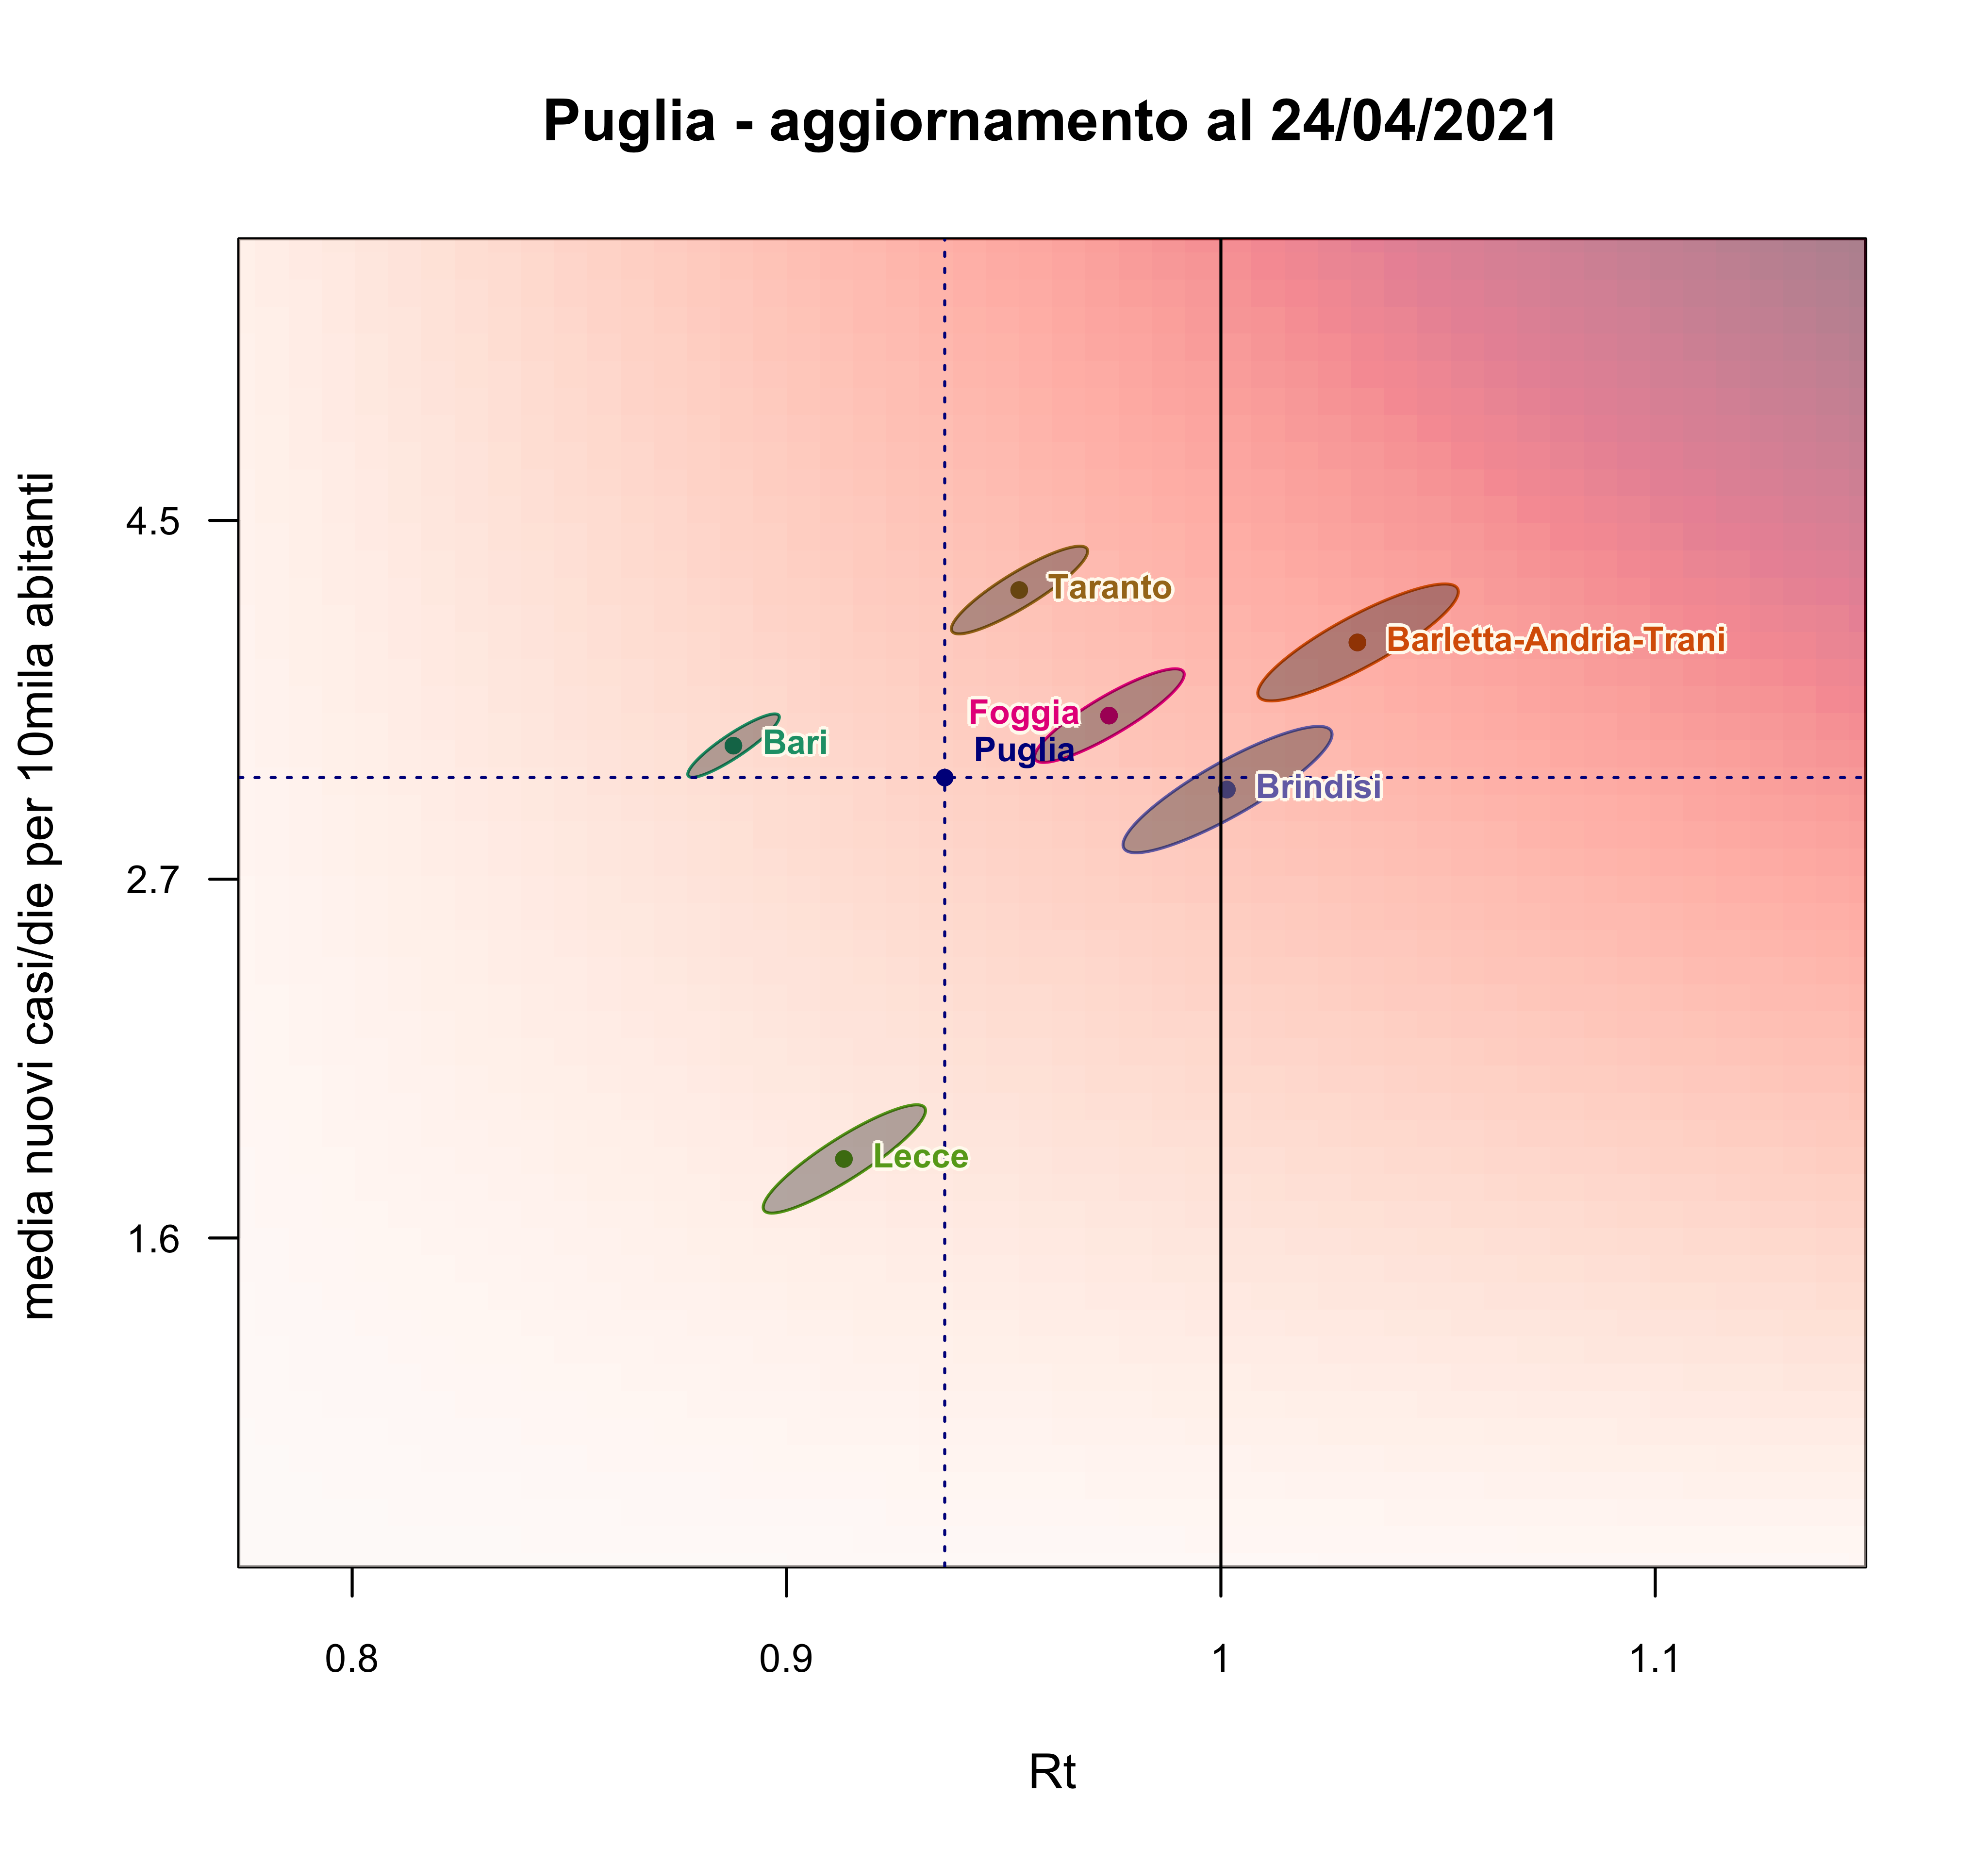 Puglia - aggiornamento al 24/04/2021
media nuovi casi/die per 10mila abitanti
4.5
2.7
1.6
Taranto
Barletta-Andria-Trani
Foggia
Bari
Puglia
Brindisi
Lecce
0.8
0.9
1
1.1
Rt